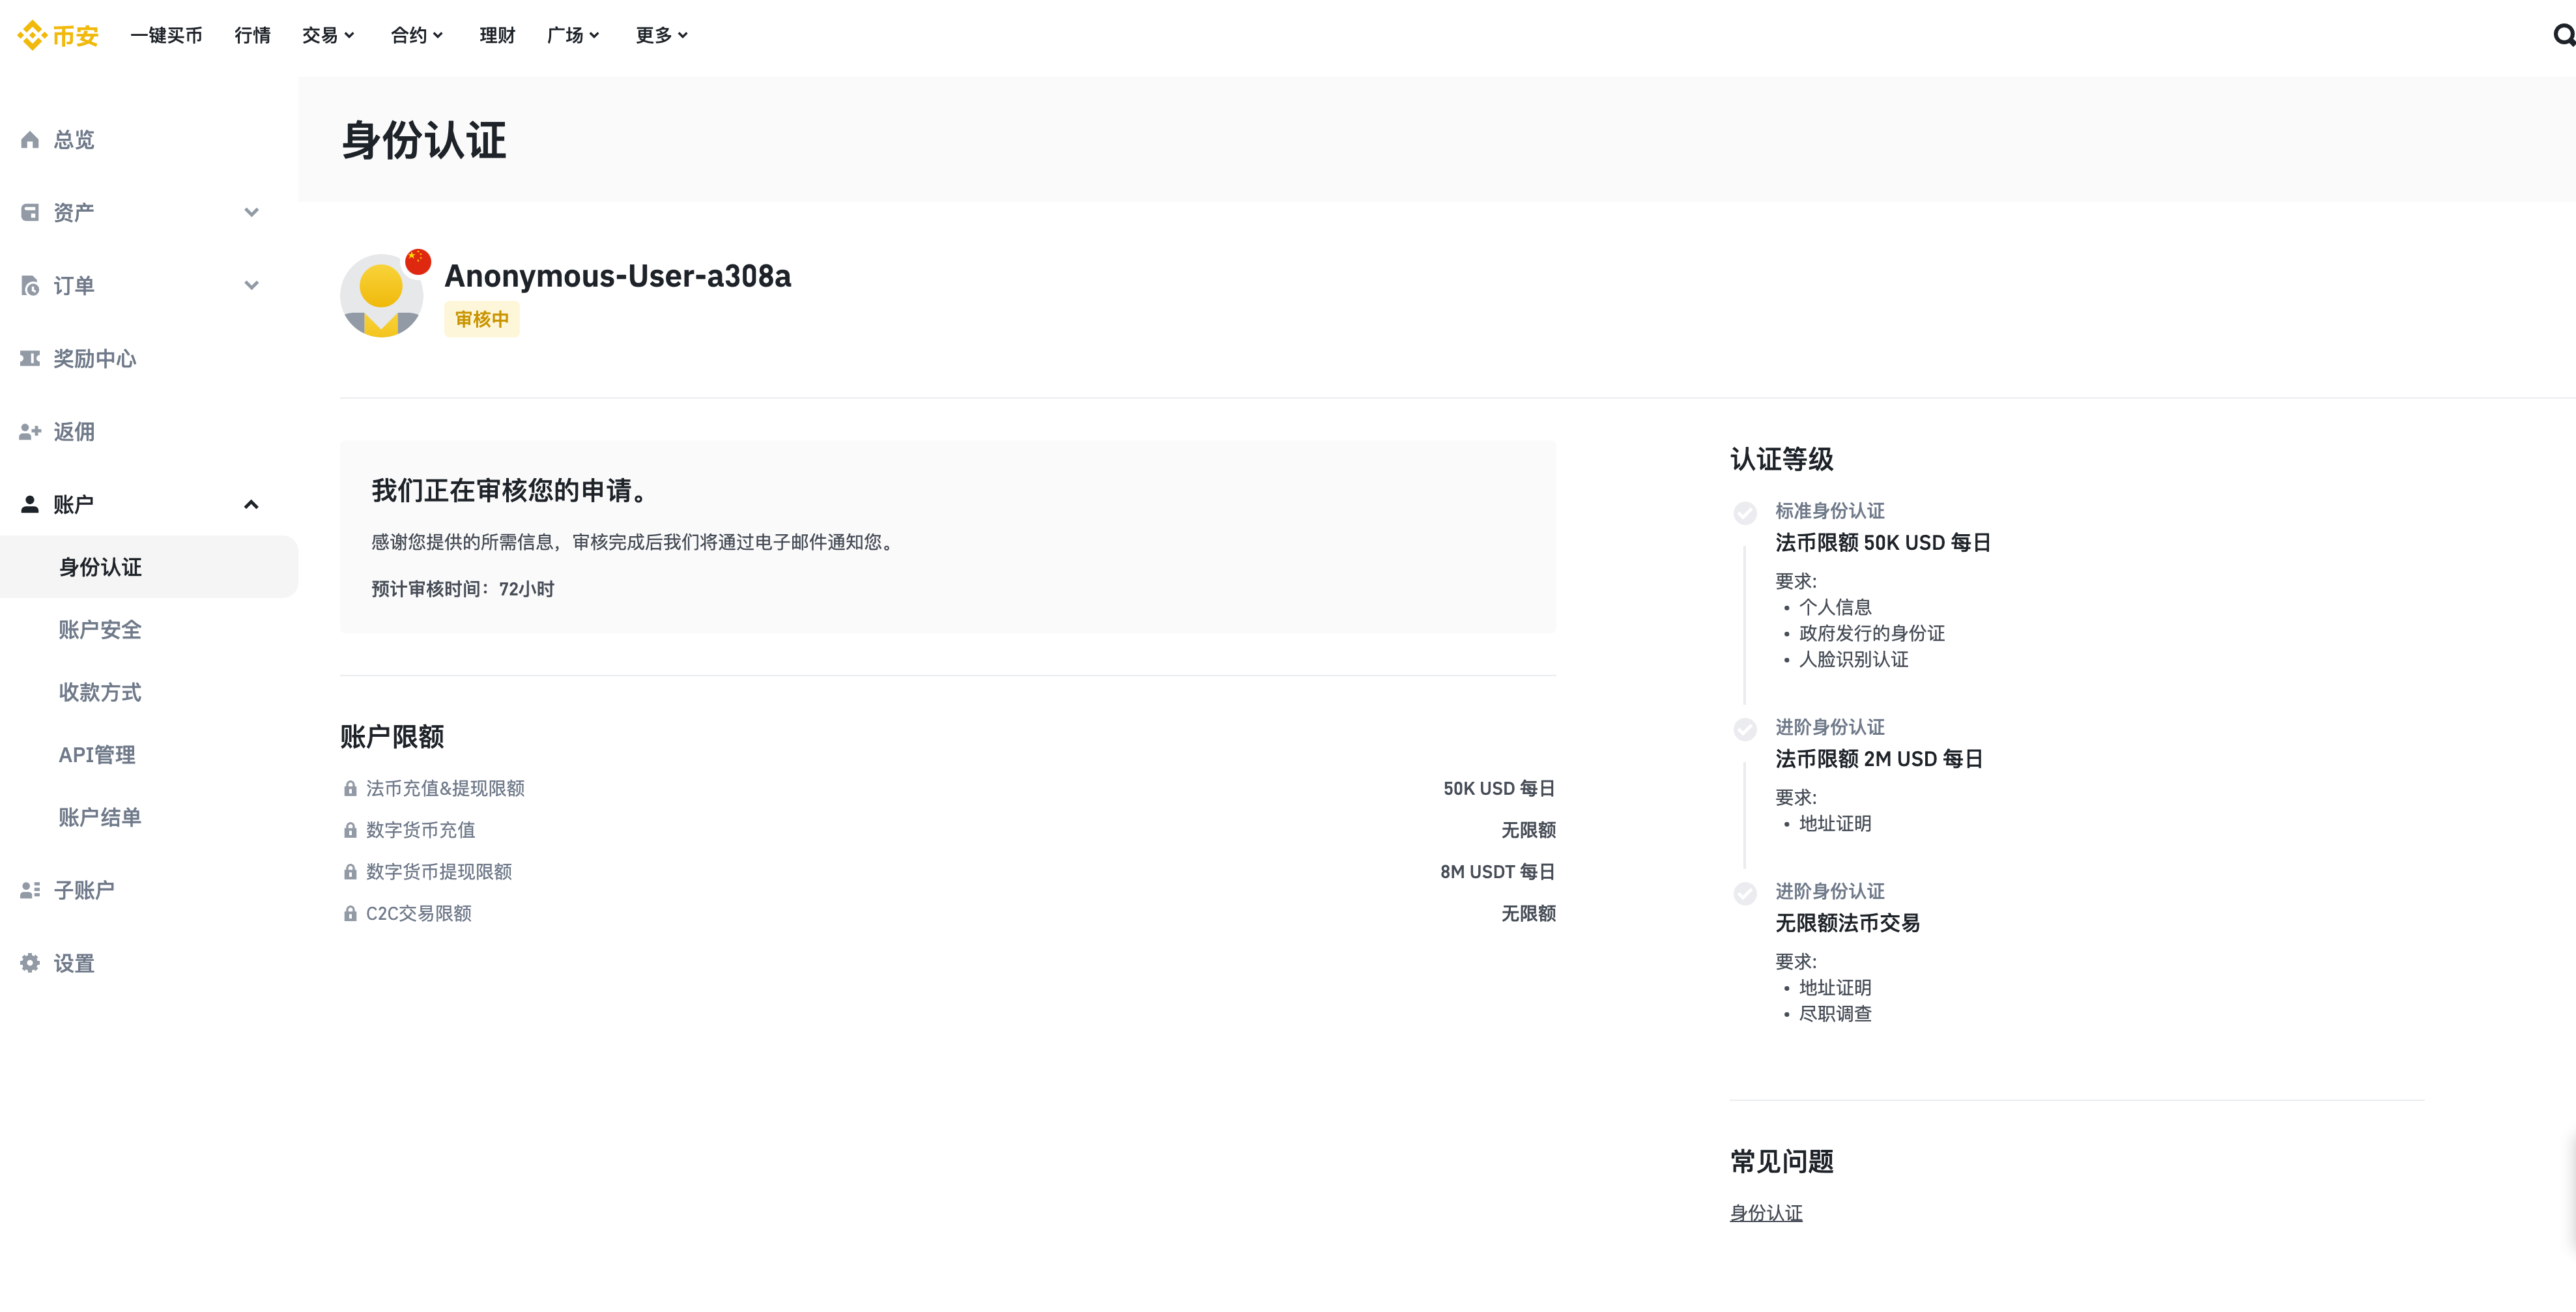 币安
一键买币 行情 交易 合约 理财 广场 更多
总览
资产
订单
奖励中心
返佣
账户
身份认证
账户安全
收款方式
API管理
账户结单
子账户
设置
身份认证
Anonymous-User-a308a
审核中
我们正在审核您的申请。
感谢您提供的所需信息，审核完成后我们将通过电子邮件通知您。
预计审核时间：72小时
账户限额
法币充值&提现限额 50K USD 每日
数字货币充值 无限额
数字货币提现限额 8M USDT 每日
C2C交易限额 无限额
认证等级
标准身份认证
法币限额 50K USD 每日
要求:
• 个人信息
• 政府发行的身份证
• 人脸识别认证
进阶身份认证
法币限额 2M USD 每日
要求:
• 地址证明
进阶身份认证
无限额法币交易
要求:
• 地址证明
• 尽职调查
常见问题
身份认证